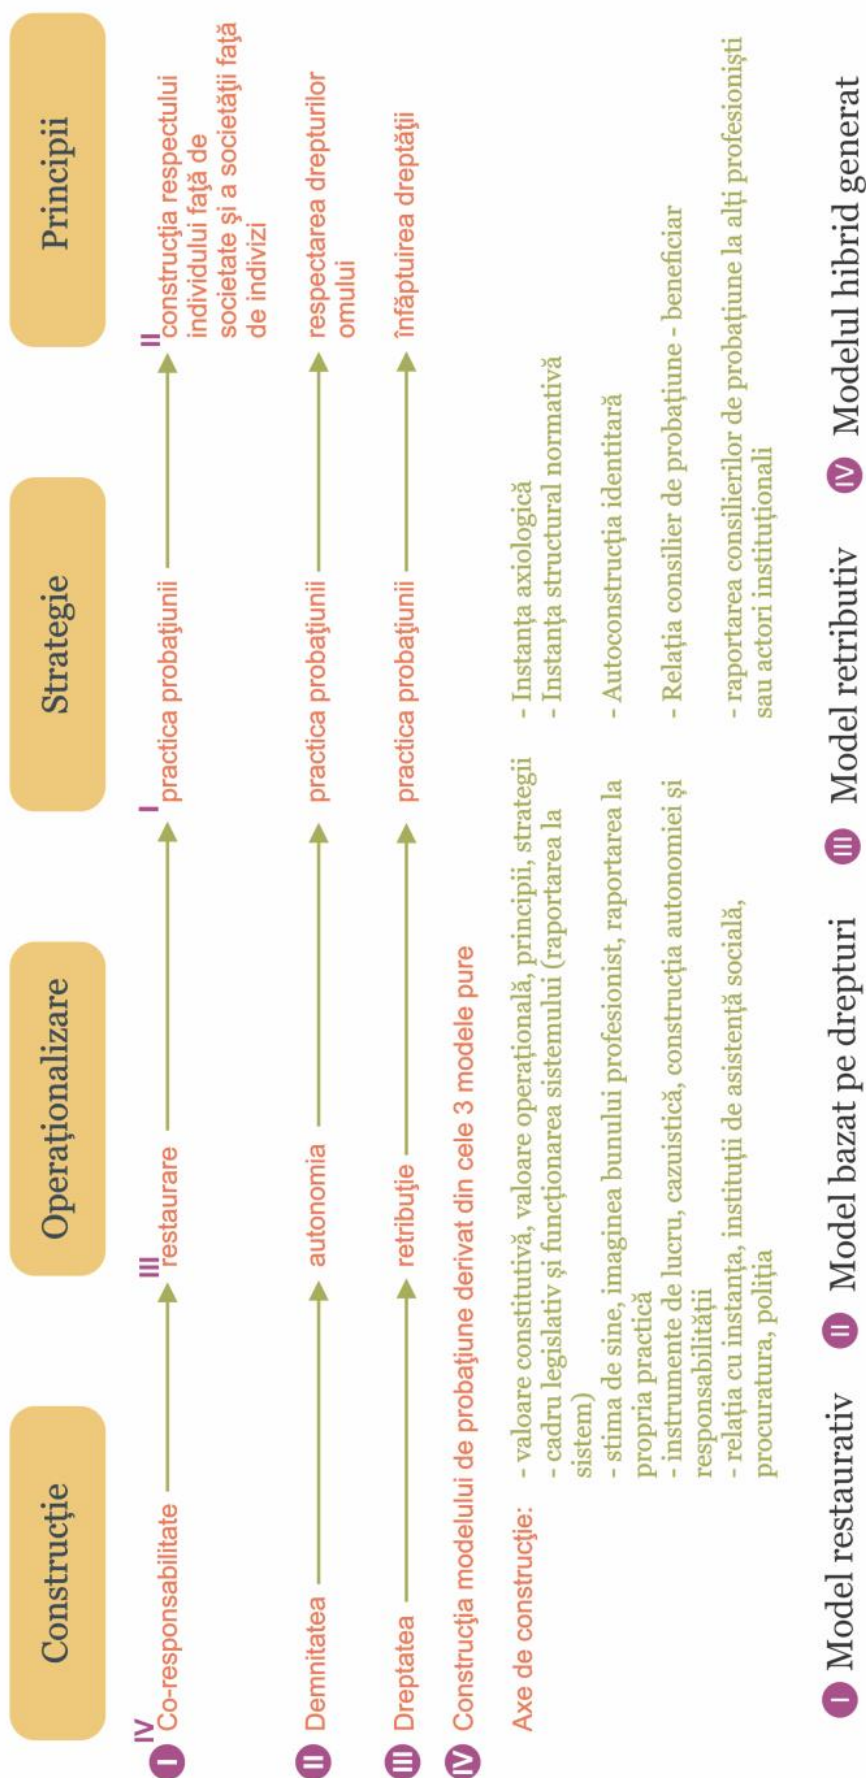 Construcție
Operaționalizare
Strategie
Principii
IV
III
I
II
I Co-responsabilitate
restaurare
practica probațiunii
construcția respectului
individului față de
societate și a societății față
de indivizi
II Demnitatea
autonomia
practica probațiunii
respectarea drepturilor
omului
III Dreptatea
retribuție
practica probațiunii
înfăptuirea dreptății
IV Construcția modelului de probațiune derivat din cele 3 modele pure
Axe de construcție:
- valoare constitutivă, valoare operațională, principii, strategii
- cadru legislativ și funcționarea sistemului (raportarea la
sistem)
- stima de sine, imaginea bunului profesionist, raportarea la
propria practică
- instrumente de lucru, cazuistică, construcția autonomiei și
responsabilității
- relația cu instanța, instituții de asistență socială,
procuratura, poliția
- Instanța axiologică
- Instanța structural normativă
- Autoconstrucția identitară
- Relația consilier de probațiune - beneficiar
- raportarea consilierilor de probațiune la alți profesioniști
sau actori instituționali
I Model restaurativ
II Model bazat pe drepturi
III Model retributiv
IV Modelul hibrid generat